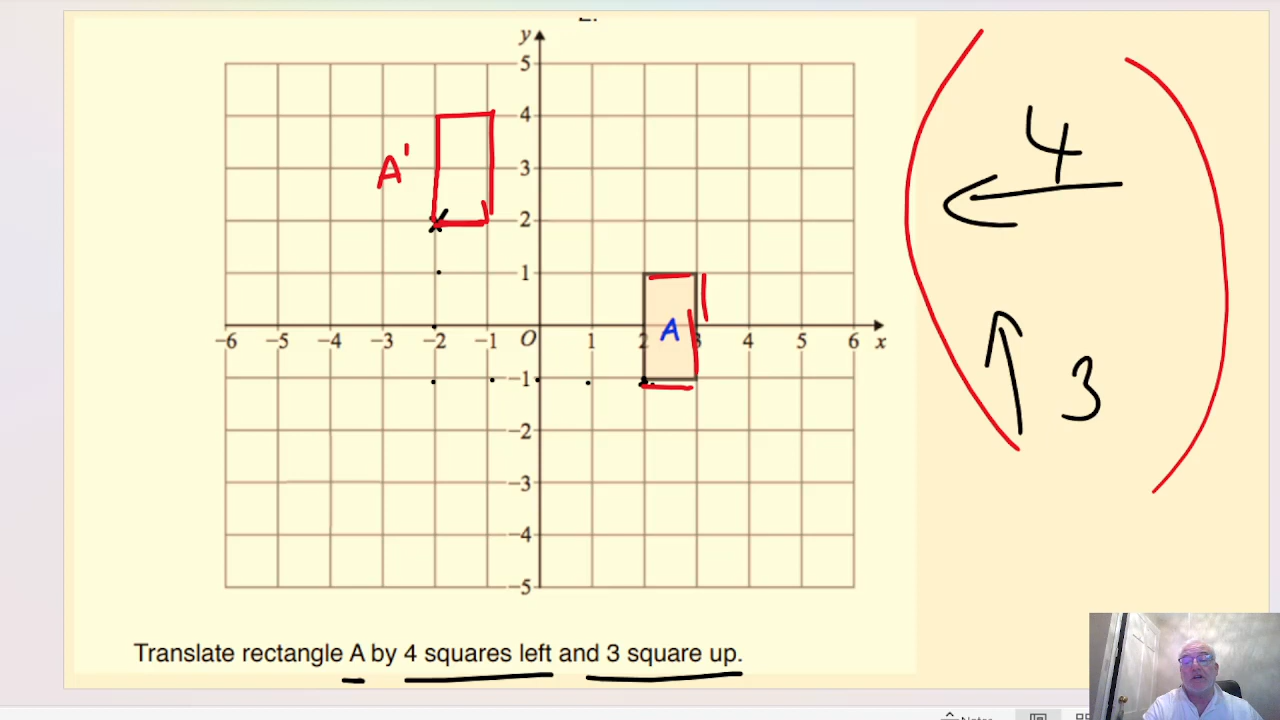 y
5
4
4
A'
3
2
1
A
-6 -5 -4 -3 -2 -1 O 1 2 3 4 5 6 x
-1
3
-2
-3
-4
-5
Translate rectangle A by 4 squares left and 3 square up.